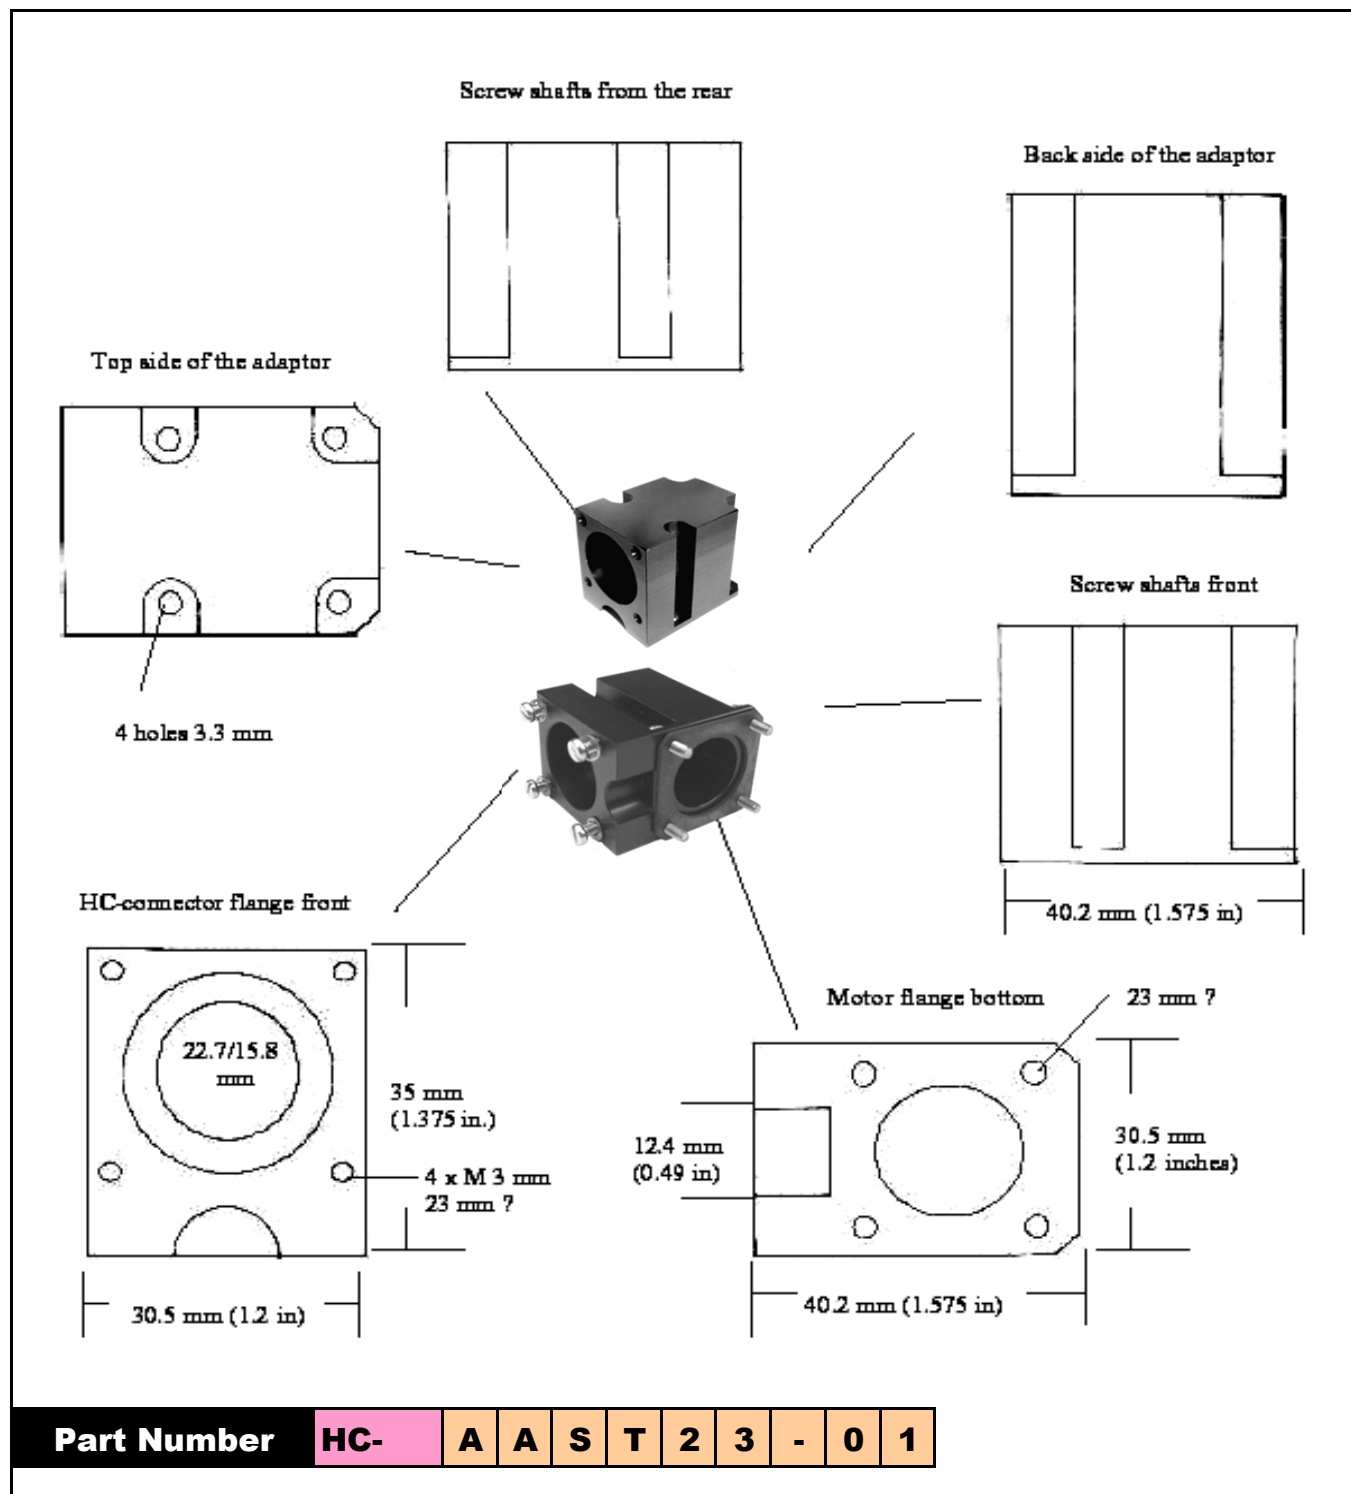 Screw shafts from the rear
Back side of the adaptor
Top side of the adaptor
Screw shafts front
4 holes 3.3 mm
40.2 mm (1.575 in)
HC-connector flange front
Motor flange bottom
23 mm ?
22.7/15.8
mm
35 mm
(1.375 in.)
12.4 mm
(0.49 in)
30.5 mm
(1.2 inches)
4 x M 3 mm
23 mm ?
30.5 mm (1.2 in)
40.2 mm (1.575 in)
Part Number HC- A A S T 2 3 - 0 1